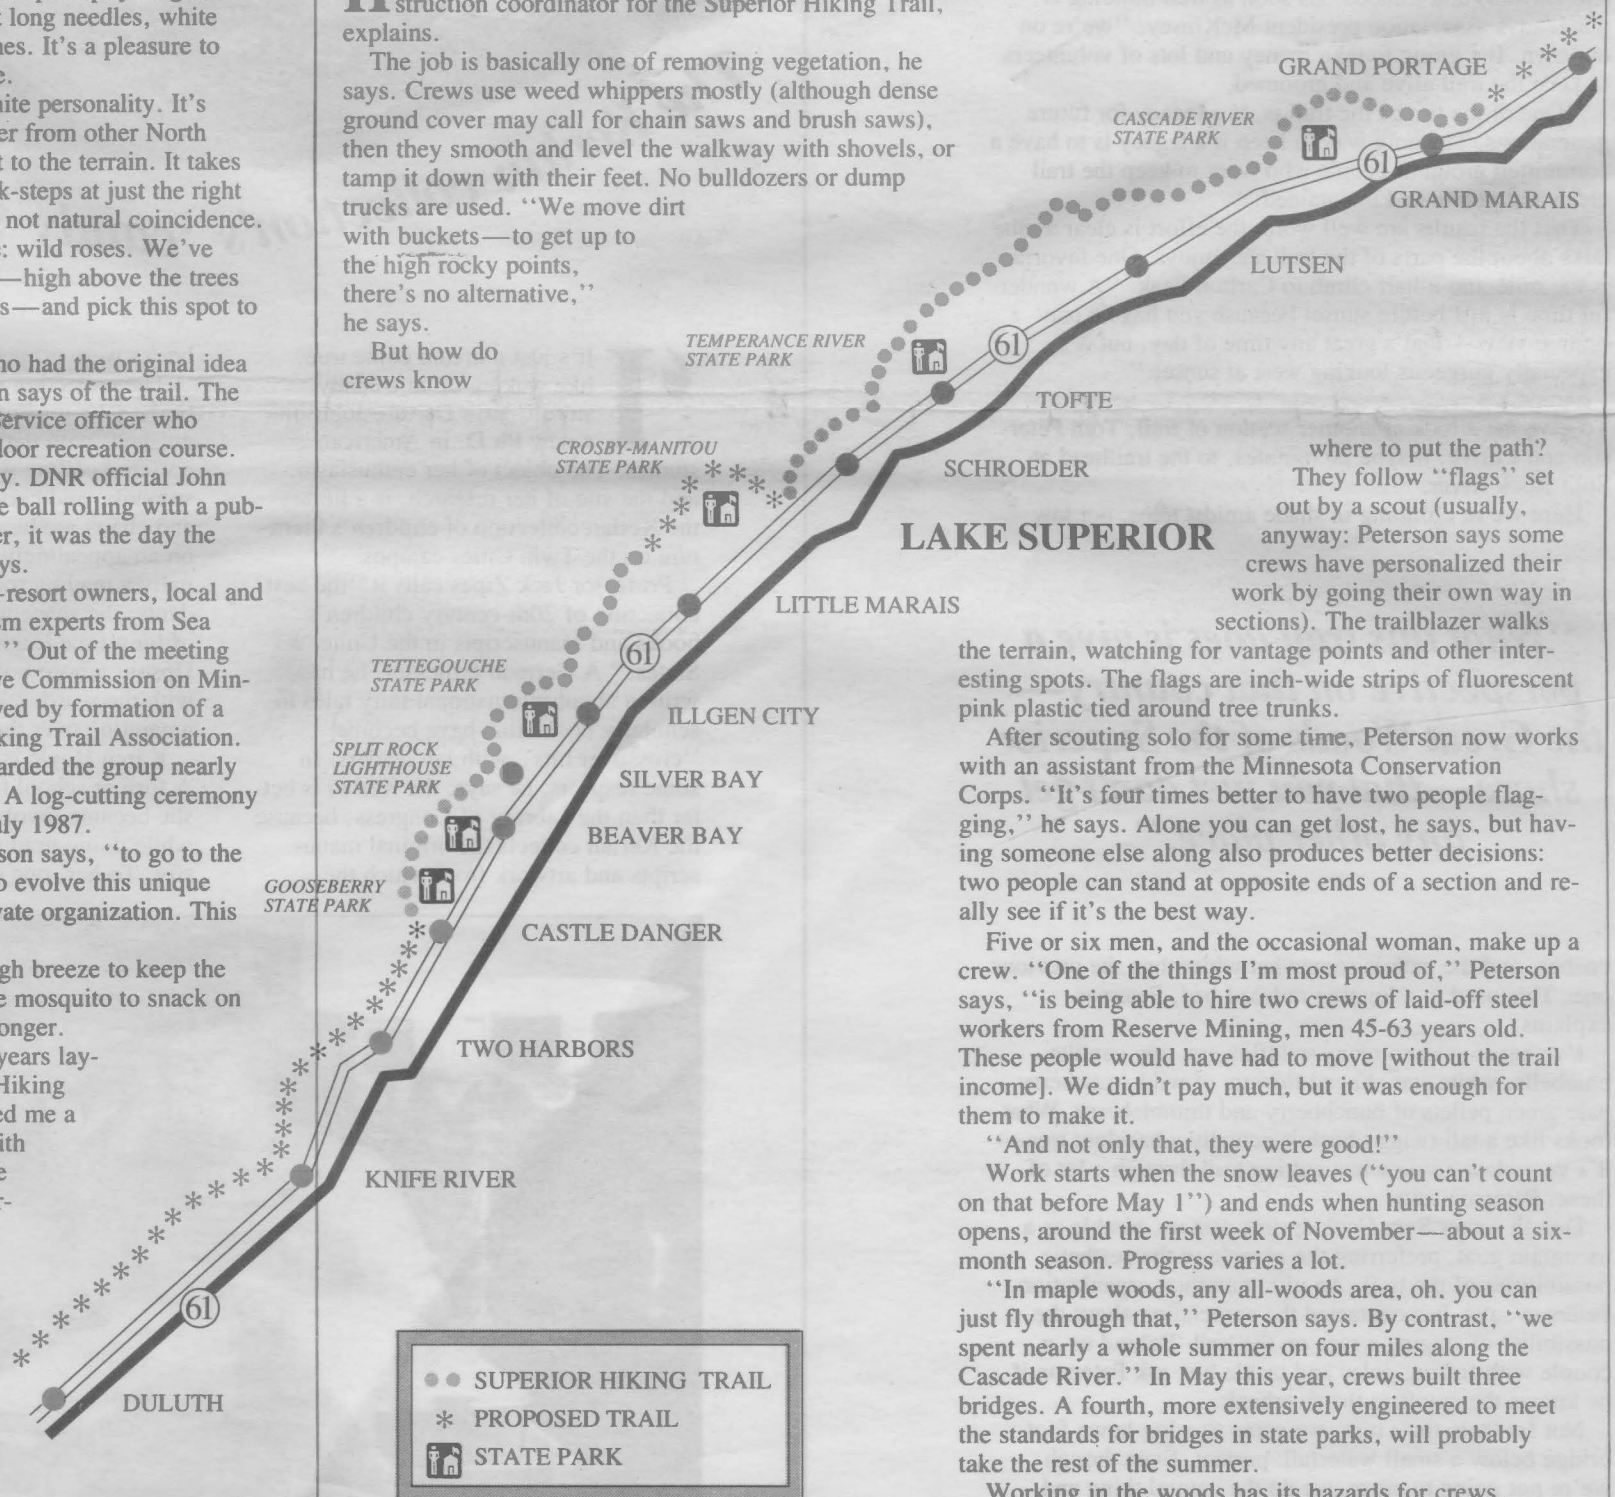 long needles, white
It's a pleasure to
personality. It's
from other North
to the terrain. It takes
at just the right
not natural coincidence.
wild roses. We've
—high above the trees
—and pick this spot to
had the original idea
says of the trail. The
service officer who
recreation course.
DNR official John
ball rolling with a pub-
it was the day the
-resort owners, local and
experts from Sea
'' Out of the meeting
Commission on Min-
by formation of a
Trail Association.
the group nearly
A log-cutting ceremony
1987.
says, ‘‘to go to the
evolve this unique
organization. This
breeze to keep the
mosquito to snack on
years lay-
Hiking
me a
struction coordinator for the Superior Hiking Trail,
explains.
The job is basically one of removing vegetation, he
says. Crews use weed whippers mostly (although dense
ground cover may call for chain saws and brush saws),
then they smooth and level the walkway with shovels, or
tamp it down with their feet. No bulldozers or dump
trucks are used. ‘‘We move dirt
with buckets—to get up to
the high rocky points,
there's no alternative,''
he says.
But how do
crews know
where to put the path?
They follow ‘‘flags'' set
out by a scout (usually,
anyway: Peterson says some
crews have personalized their
work by going their own way in
sections). The trailblazer walks
the terrain, watching for vantage points and other inter-
esting spots. The flags are inch-wide strips of fluorescent
pink plastic tied around tree trunks.
After scouting solo for some time, Peterson now works
with an assistant from the Minnesota Conservation
Corps. ‘‘It's four times better to have two people flag-
ging,'' he says. Alone you can get lost, he says, but hav-
ing someone else along also produces better decisions:
two people can stand at opposite ends of a section and re-
ally see if it's the best way.
Five or six men, and the occasional woman, make up a
crew. ‘‘One of the things I'm most proud of,'' Peterson
says, ‘‘is being able to hire two crews of laid-off steel
workers from Reserve Mining, men 45-63 years old.
These people would have had to move [without the trail
income]. We didn't pay much, but it was enough for
them to make it.
‘‘And not only that, they were good!''
Work starts when the snow leaves (‘‘you can't count
on that before May 1'') and ends when hunting season
opens, around the first week of November—about a six-
month season. Progress varies a lot.
‘‘In maple woods, any all-woods area, oh, you can
just fly through that,'' Peterson says. By contrast, ‘‘we
spent nearly a whole summer on four miles along the
Cascade River.'' In May this year, crews built three
bridges. A fourth, more extensively engineered to meet
the standards for bridges in state parks, will probably
take the rest of the summer.
Working in the woods has its hazards for crews
GRAND PORTAGE
CASCADE RIVER
STATE PARK
61
GRAND MARAIS
LUTSEN
TEMPERANCE RIVER
STATE PARK
61
TOFTE
CROSBY-MANITOU
STATE PARK
SCHROEDER
LAKE SUPERIOR
LITTLE MARAIS
61
TETTEGOUCHE
STATE PARK
ILLGEN CITY
SPLIT ROCK
LIGHTHOUSE
STATE PARK
SILVER BAY
BEAVER BAY
GOOSEBERRY
STATE PARK
CASTLE DANGER
TWO HARBORS
KNIFE RIVER
61
DULUTH
SUPERIOR HIKING TRAIL
PROPOSED TRAIL
STATE PARK